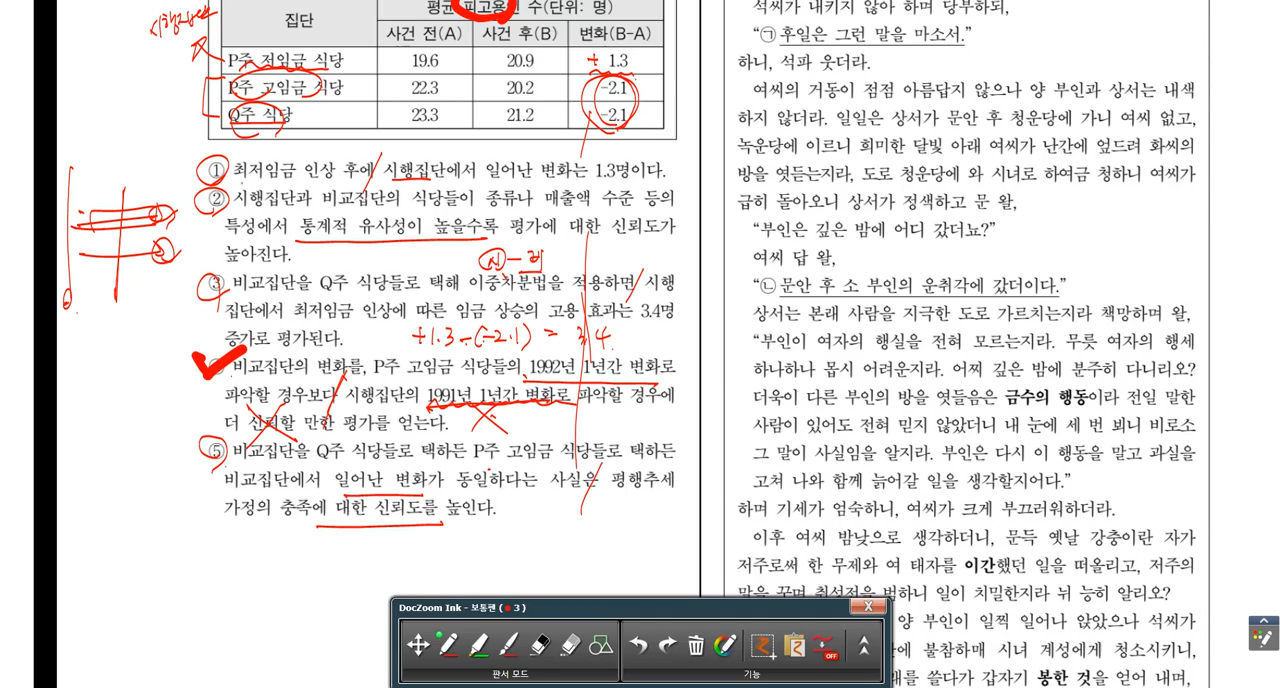 집단
평균 피고용인 수(단위: 명)
사건 전(A)
사건 후(B)
변화(B-A)
P주 저임금 식당
19.6
20.9
+ 1.3
P주 고임금 식당
22.3
20.2
-2.1
Q주 식당
23.3
21.2
-2.1
① 최저임금 인상 후에 시행집단에서 일어난 변화는 1.3명이다.
② 시행집단과 비교집단의 식당들이 종류나 매출액 수준 등의
특성에서 통계적 유사성이 높을수록 평가에 대한 신뢰도가
높아진다.
시-비
③ 비교집단을 Q주 식당들로 택해 이중차분법을 적용하면 시행
집단에서 최저임금 인상에 따른 임금 상승의 고용 효과는 3.4명
증가로 평가된다.
+1.3-(-2.1) = 3.4
비교집단의 변화를, P주 고임금 식당들의 1992년 1년간 변화로
파악할 경우보다 시행집단의 1991년 1년간 변화로 파악할 경우에
더 신뢰할 만한 평가를 얻는다.
⑤ 비교집단을 Q주 식당들로 택하든 P주 고임금 식당들로 택하든
비교집단에서 일어난 변화가 동일하다는 사실은 평행추세
가정의 충족에 대한 신뢰도를 높인다.
석씨가 내키지 않아 하며 당부하되,
“㉠ 후일은 그런 말을 마소서.”
하니, 석파 웃더라.
여씨의 거동이 점점 아름답지 않으나 양 부인과 상서는 내색
하지 않더라. 일일은 상서가 문안 후 청운당에 가니 여씨 없고,
녹운당에 이르니 희미한 달빛 아래 여씨가 난간에 엎드려 화씨의
방을 엿듣는지라, 도로 청운당에 와 시녀로 하여금 청하니 여씨가
급히 돌아오니 상서가 정색하고 문 왈,
“부인은 깊은 밤에 어디 갔더뇨?”
여씨 답 왈,
“㉡ 문안 후 소 부인의 운취각에 갔더이다.”
상서는 본래 사람을 지극한 도로 가르치는지라 책망하며 왈,
“부인이 여자의 행실을 전혀 모르는지라. 무릇 여자의 행세
하나하나 몹시 어려운지라. 어찌 깊은 밤에 분주히 다니리오?
더욱이 다른 부인의 방을 엿들음은 금수의 행동이라 전일 말한
사람이 있어도 전혀 믿지 않았더니 내 눈에 세 번 뵈니 비로소
그 말이 사실임을 알지라. 부인은 다시 이 행동을 말고 과실을
고쳐 나와 함께 늙어갈 일을 생각할지어다.”
하며 기세가 엄숙하니, 여씨가 크게 부끄러워하더라.
이후 여씨 밤낮으로 생각하더니, 문득 옛날 강충이란 자가
저주로써 한 무제와 여 태자를 이간했던 일을 떠올리고, 저주의
말을 꾸며 취성전을 범하니 일이 치밀한지라 뉘 능히 알리오?
양 부인이 일찍 일어나 앉았으나 석씨가
불참하매 시녀 계성에게 청소시키니,
쓸다가 갑자기 봉한 것을 얻어 내며,
DocZoom Ink - 보통펜 ( 3 )
판서 모드
기능
OFF